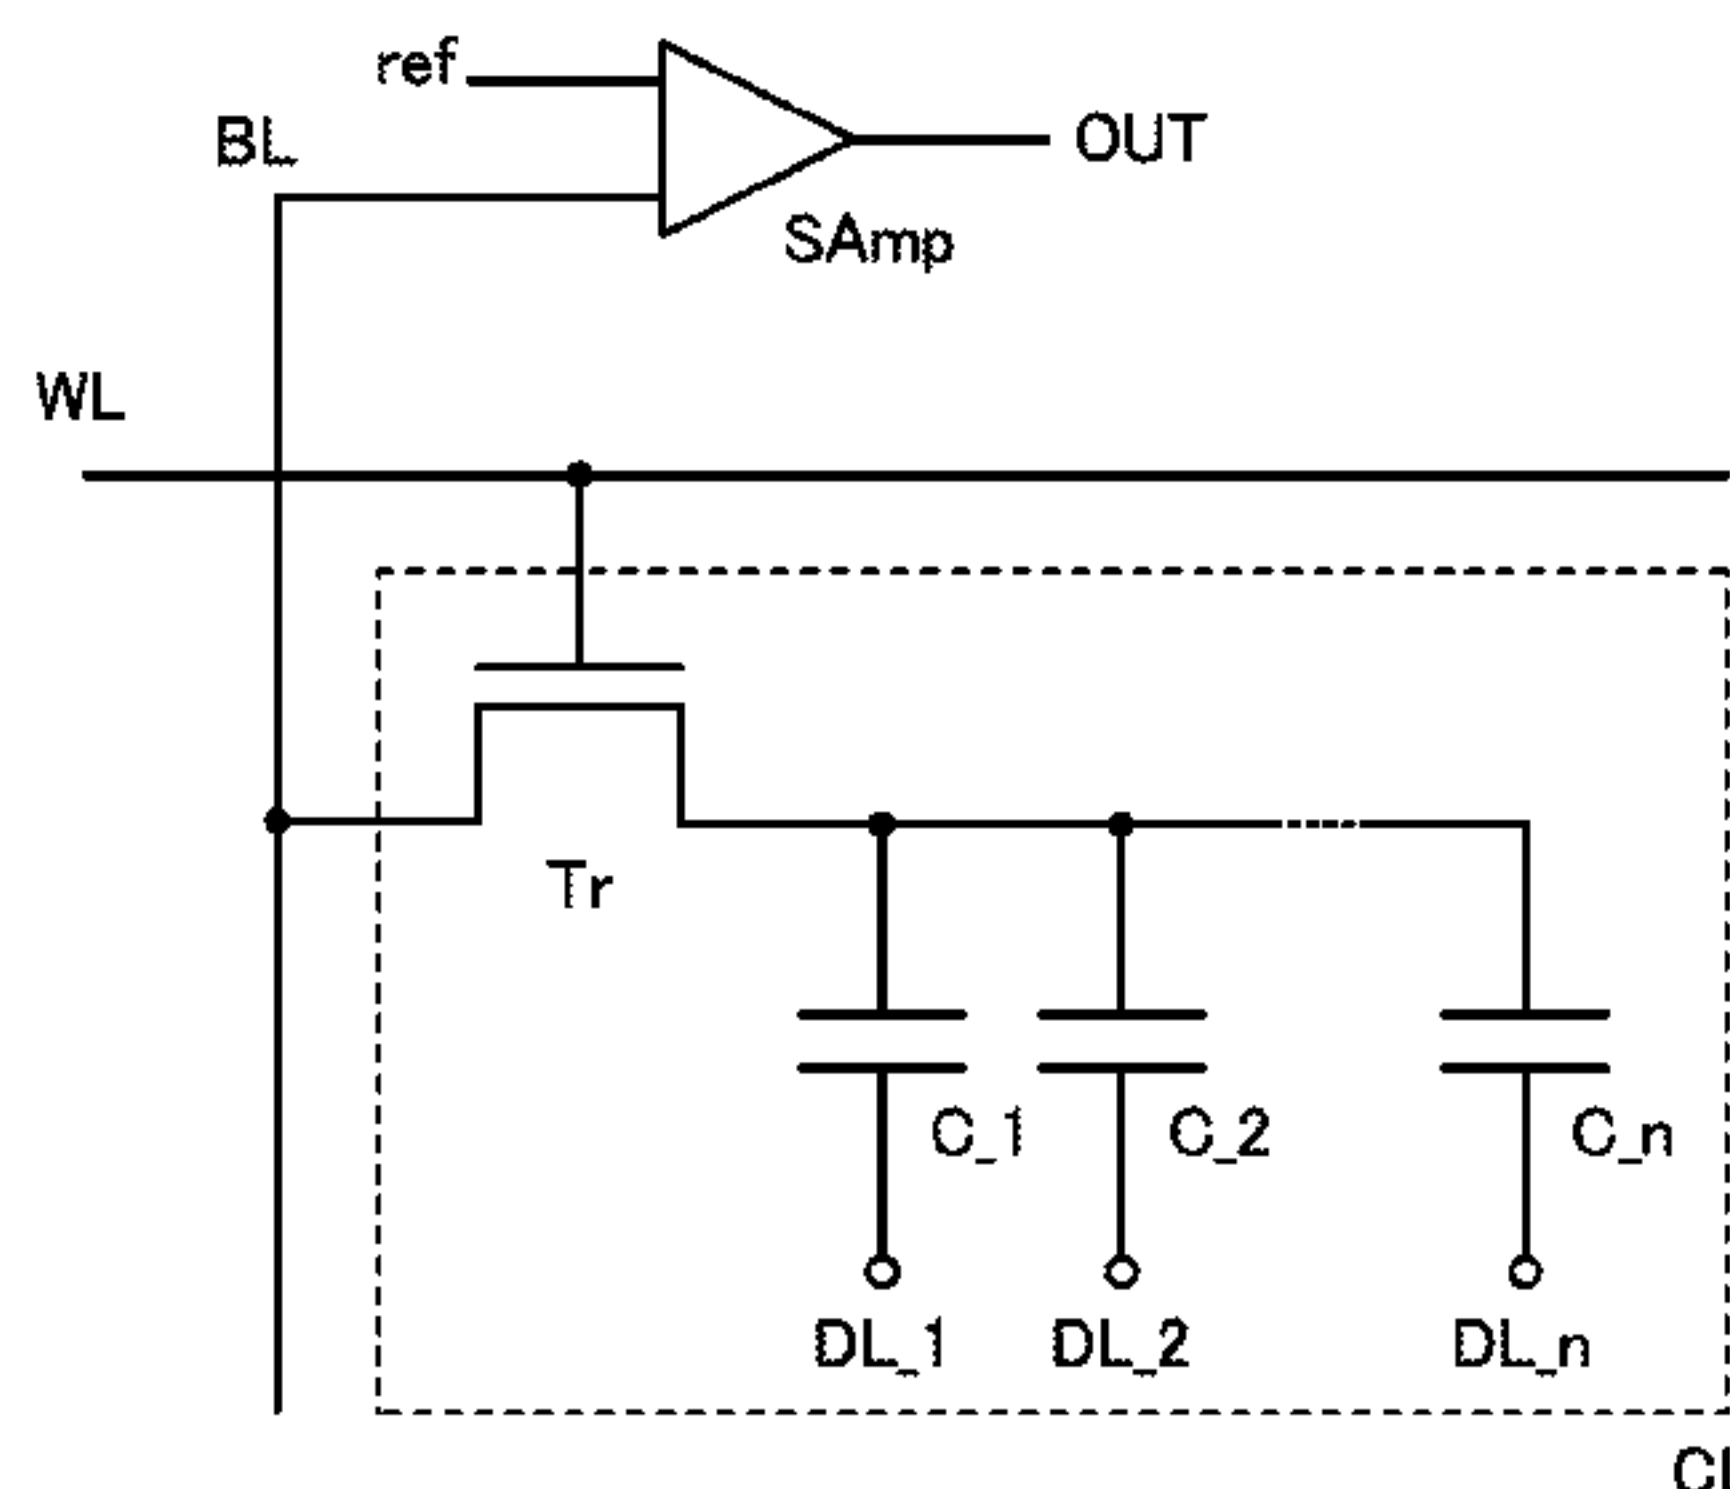 ref
BL
OUT
SAmp
WL
Tr
C_1
C_2
C_n
DL_1
DL_2
DL_n